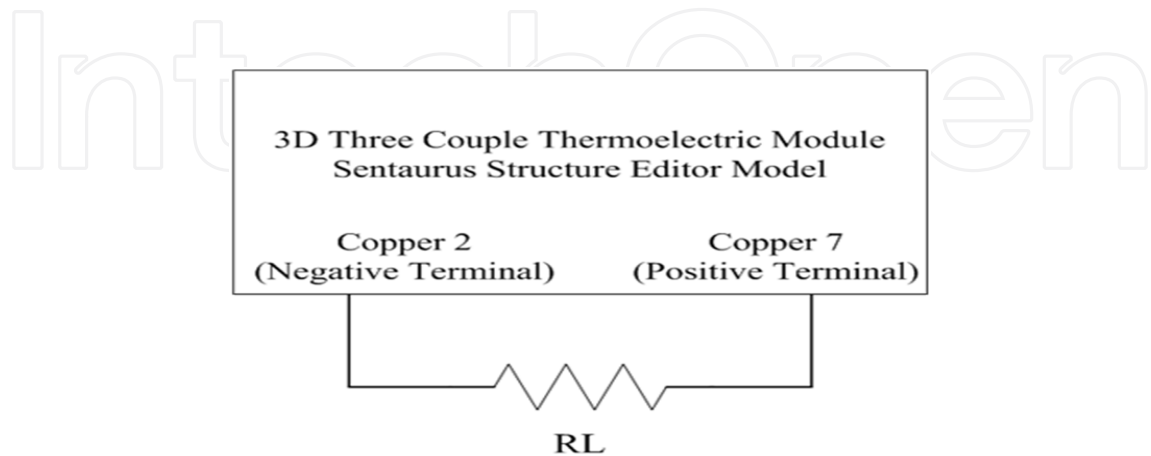 IntechOpen
3D Three Couple Thermoelectric Module
Sentaurus Structure Editor Model
Copper 2
(Negative Terminal)
Copper 7
(Positive Terminal)
RL